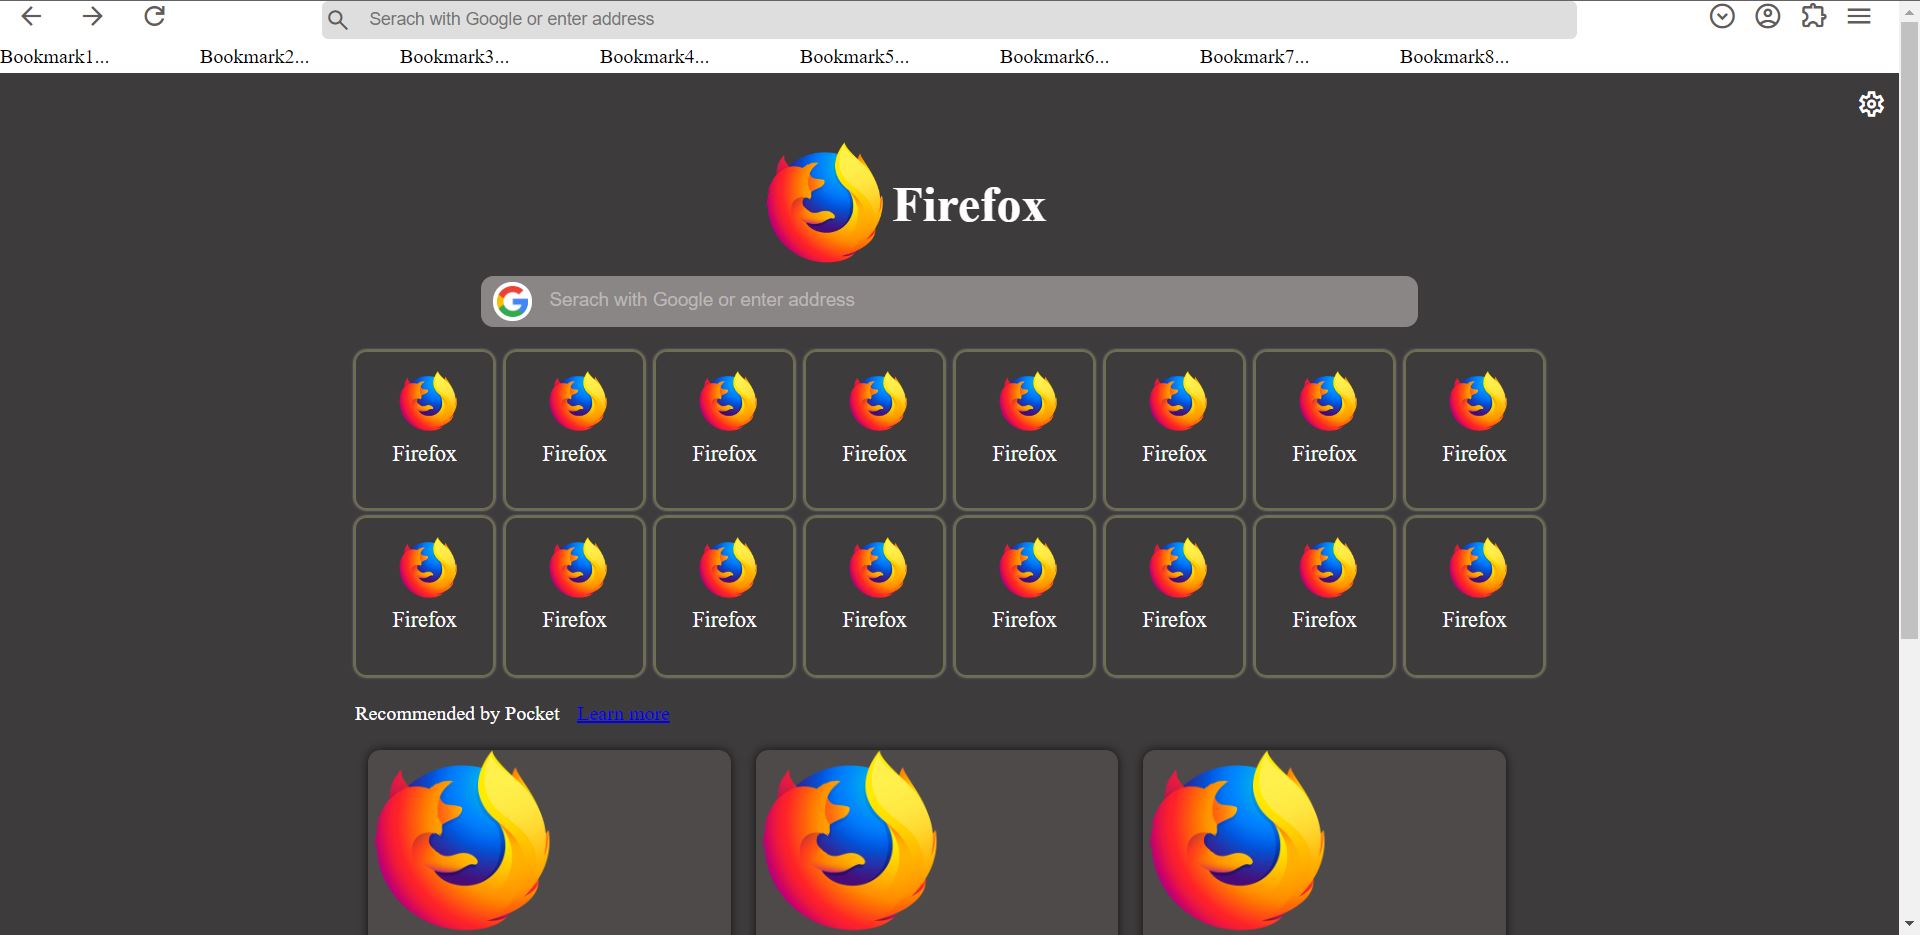 Serach with Google or enter address
Bookmark1... Bookmark2... Bookmark3... Bookmark4... Bookmark5... Bookmark6... Bookmark7... Bookmark8...
Firefox
Serach with Google or enter address
Firefox Firefox Firefox Firefox Firefox Firefox Firefox Firefox
Firefox Firefox Firefox Firefox Firefox Firefox Firefox Firefox
Recommended by Pocket Learn more